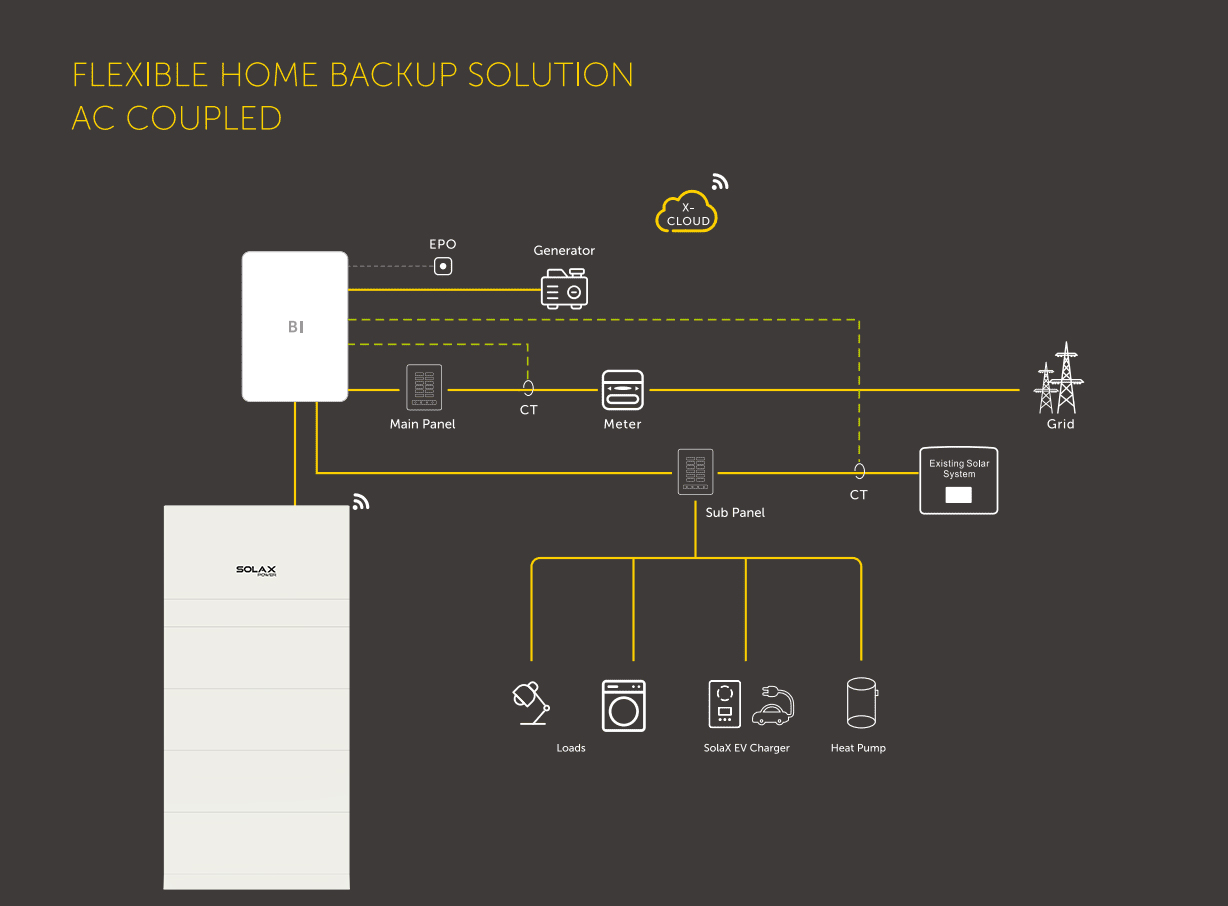 FLEXIBLE HOME BACKUP SOLUTION
AC COUPLED
X-
CLOUD
EPO
Generator
BI
CT
Main Panel
Meter
Grid
Existing Solar
System
CT
Sub Panel
SOLAX
POWER
Loads
SolaX EV Charger
Heat Pump